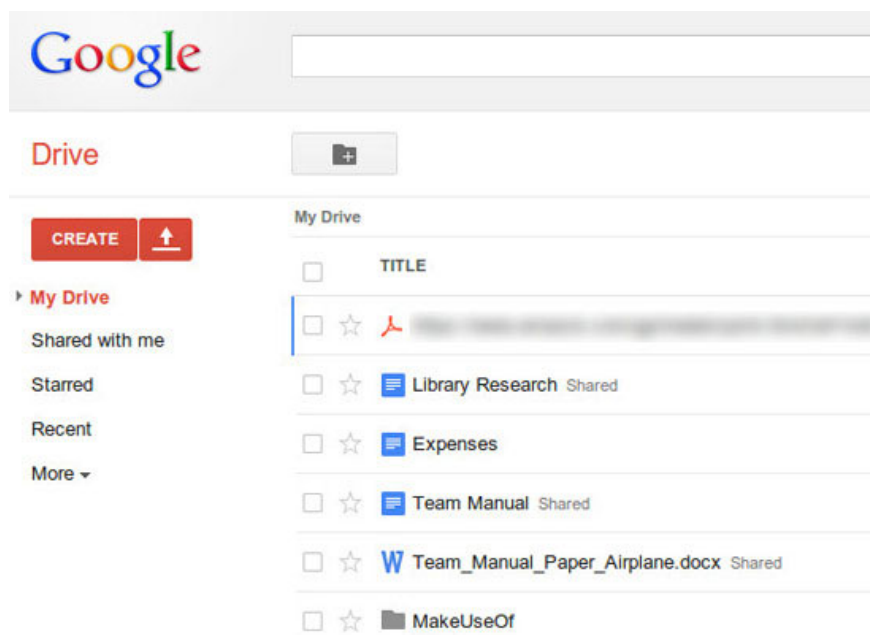 Google
Drive
CREATE
My Drive
Shared with me
Starred
Recent
More
My Drive
TITLE
Library Research Shared
Expenses
Team Manual Shared
Team_Manual_Paper_Airplane.docx Shared
MakeUseOf